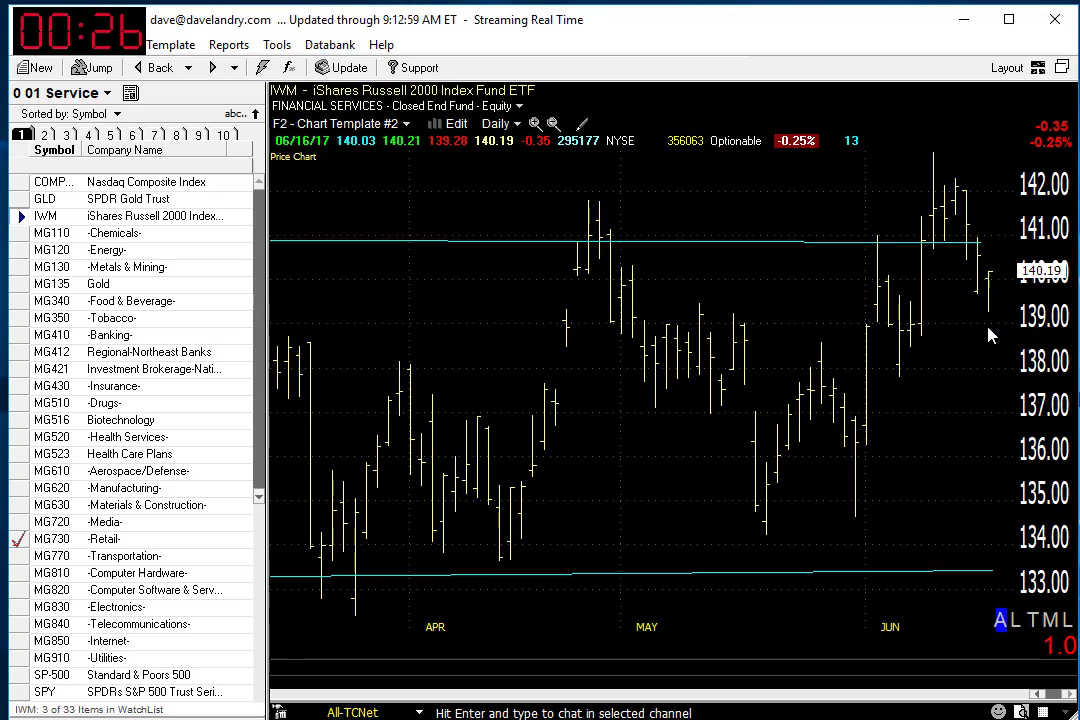 00:26
dave@davelandry.com ... Updated through 9:12:59 AM ET - Streaming Real Time
Template Reports Tools Databank Help
New Jump Back Update Support Layout
0 01 Service
Sorted by: Symbol abc..
1 2 3 4 5 6 7 8 9 10
Symbol Company Name
COMP... Nasdaq Composite Index
GLD SPDR Gold Trust
IWM iShares Russell 2000 Index...
MG110 -Chemicals-
MG120 -Energy-
MG130 -Metals & Mining-
MG135 Gold
MG340 -Food & Beverage-
MG350 -Tobacco-
MG410 -Banking-
MG412 Regional-Northeast Banks
MG421 Investment Brokerage-Nati...
MG430 -Insurance-
MG510 -Drugs-
MG516 Biotechnology
MG520 -Health Services-
MG523 Health Care Plans
MG610 -Aerospace/Defense-
MG620 -Manufacturing-
MG630 -Materials & Construction-
MG720 -Media-
MG730 -Retail-
MG770 -Transportation-
MG810 -Computer Hardware-
MG820 -Computer Software & Serv...
MG830 -Electronics-
MG840 -Telecommunications-
MG850 -Internet-
MG910 -Utilities-
SP-500 Standard & Poors 500
SPY SPDRs S&P 500 Trust Seri...
IWM: 3 of 33 Items in WatchList
IWM - iShares Russell 2000 Index Fund ETF
FINANCIAL SERVICES - Closed End Fund - Equity
F2 - Chart Template #2 Edit Daily
06/16/17 140.03 140.21 139.28 140.19 -0.35 295177 NYSE 356063 Optionable -0.25% 13
-0.35
-0.25%
Price Chart
142.00
141.00
140.00
140.19
139.00
138.00
137.00
136.00
135.00
134.00
133.00
APR MAY JUN
A L T M L
1.0
All-TCNet Hit Enter and type to chat in selected channel